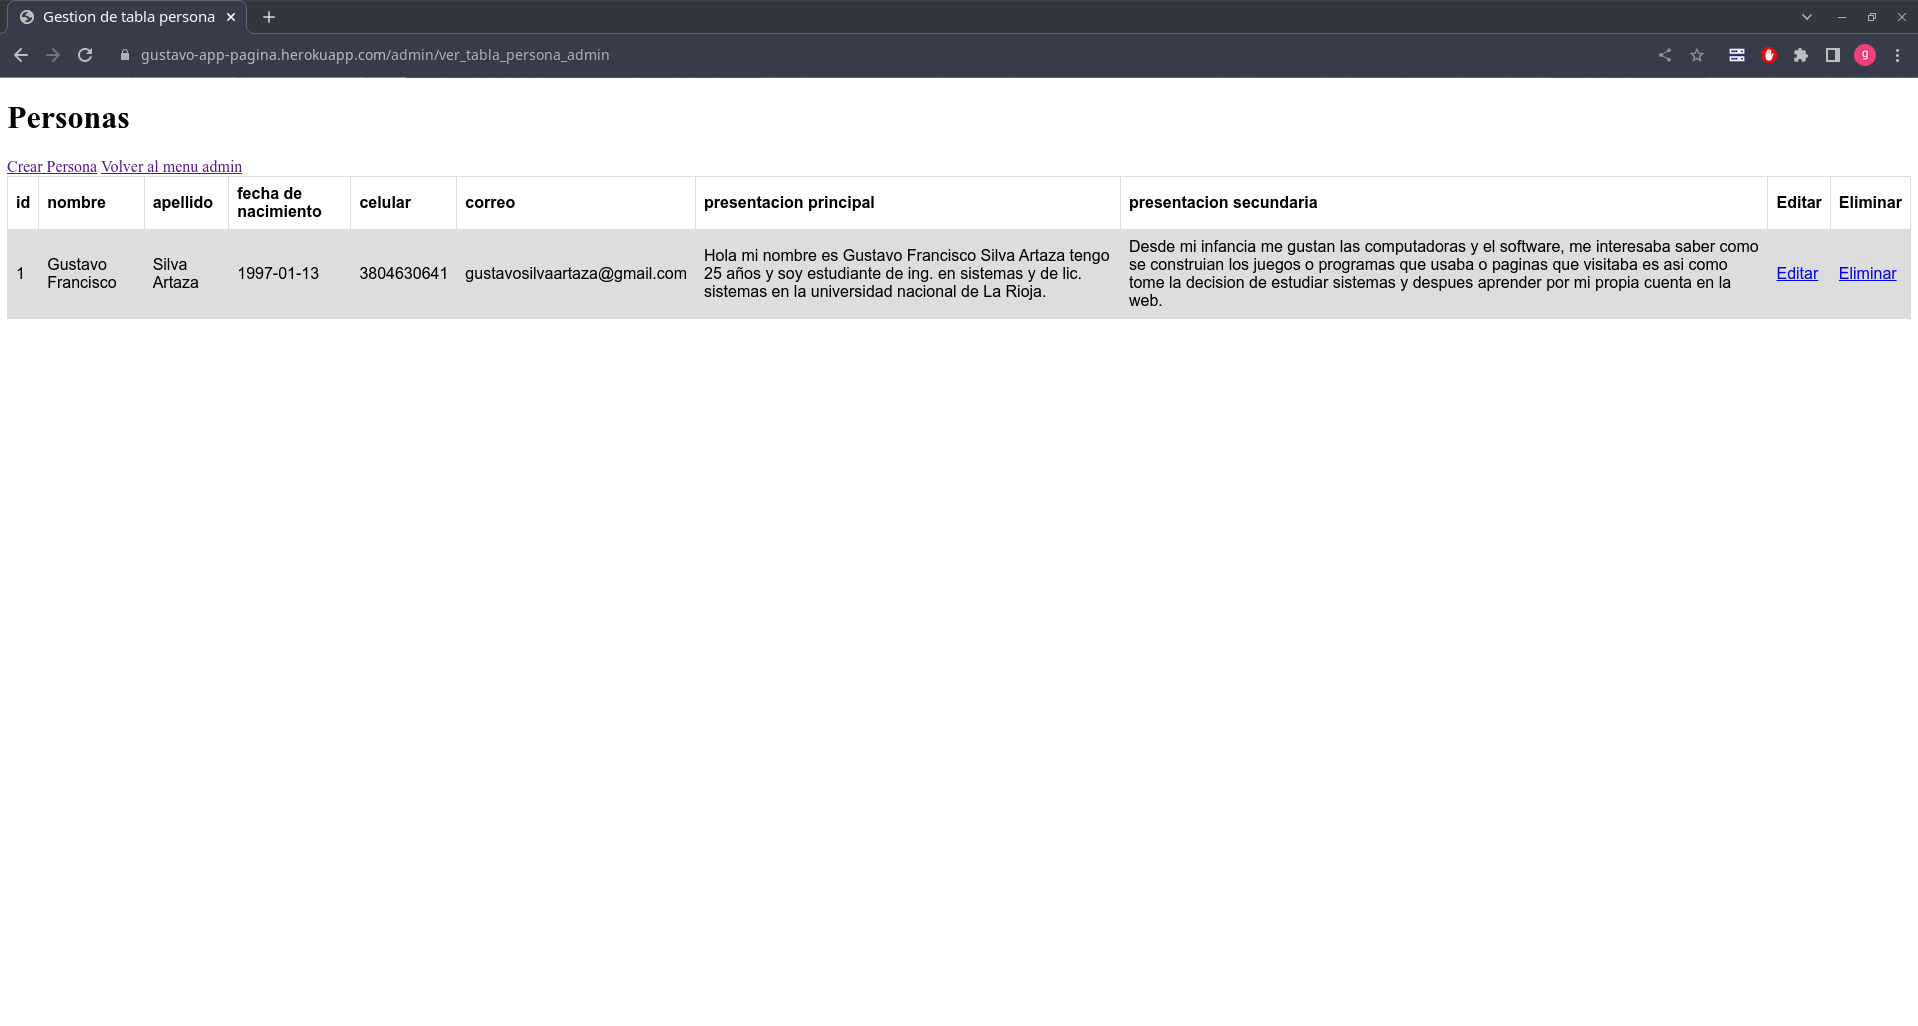 Gestion de tabla persona
gustavo-app-pagina.herokuapp.com/admin/ver_tabla_persona_admin
g
Personas
Crear Persona Volver al menu admin
id
nombre
apellido
fecha de
nacimiento
celular
correo
presentacion principal
presentacion secundaria
Editar
Eliminar
1
Gustavo
Francisco
Silva
Artaza
1997-01-13
3804630641
gustavosilvaartaza@gmail.com
Hola mi nombre es Gustavo Francisco Silva Artaza tengo
25 años y soy estudiante de ing. en sistemas y de lic.
sistemas en la universidad nacional de La Rioja.
Desde mi infancia me gustan las computadoras y el software, me interesaba saber como
se construian los juegos o programas que usaba o paginas que visitaba es asi como
tome la decision de estudiar sistemas y despues aprender por mi propia cuenta en la
web.
Editar
Eliminar